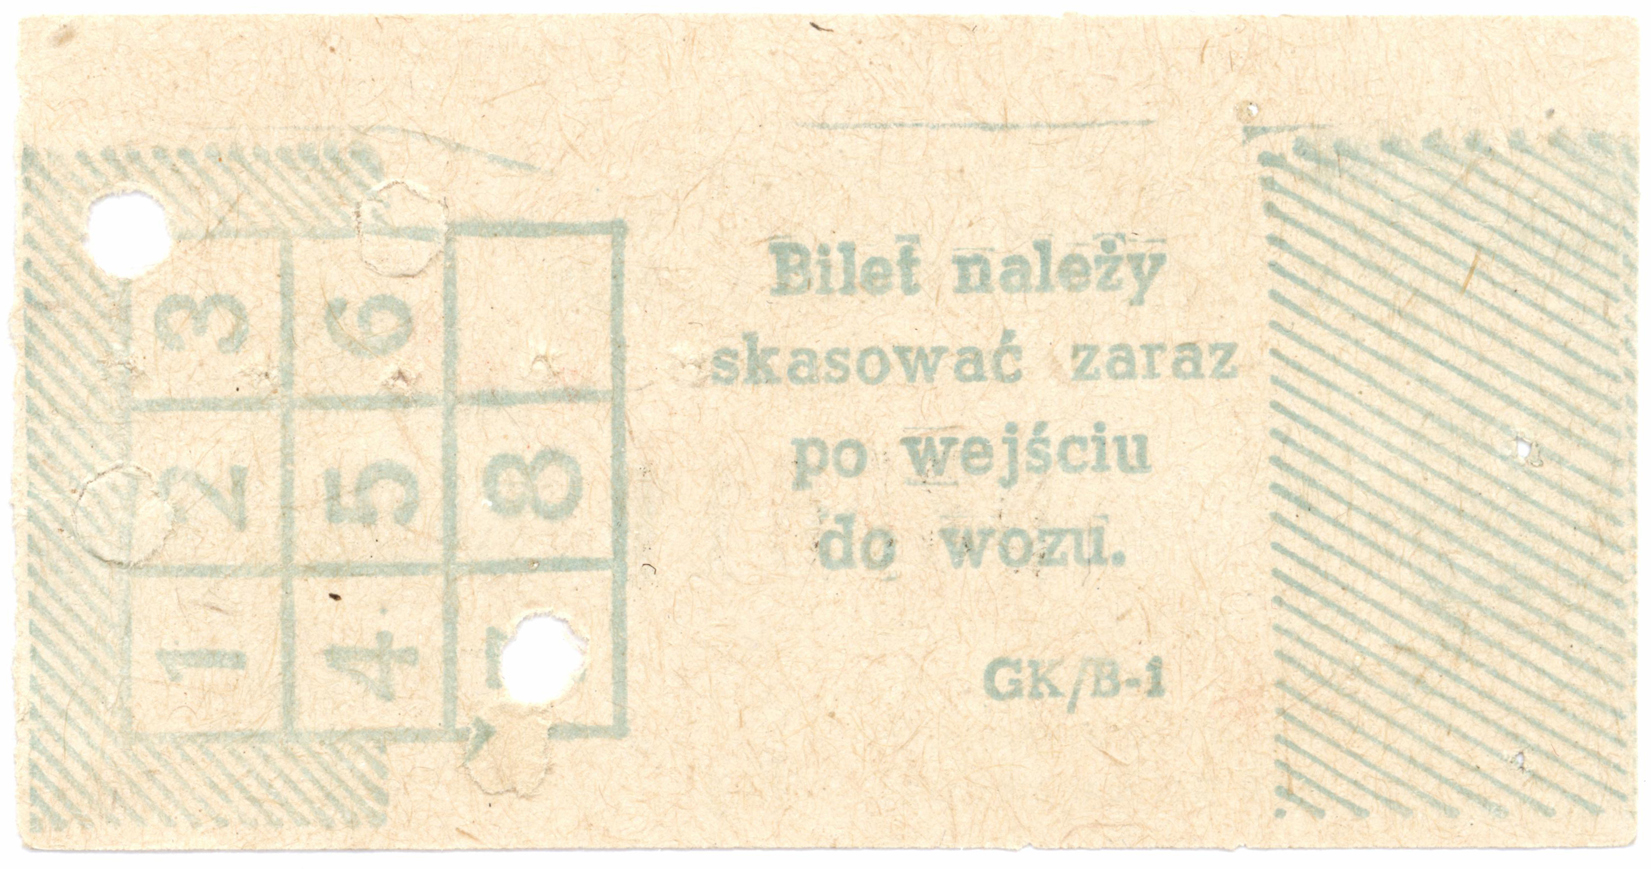 3 6
2 5 8
1 4 7
Bilet należy
skasować zaraz
po wejściu
do wozu.
GK/B-1